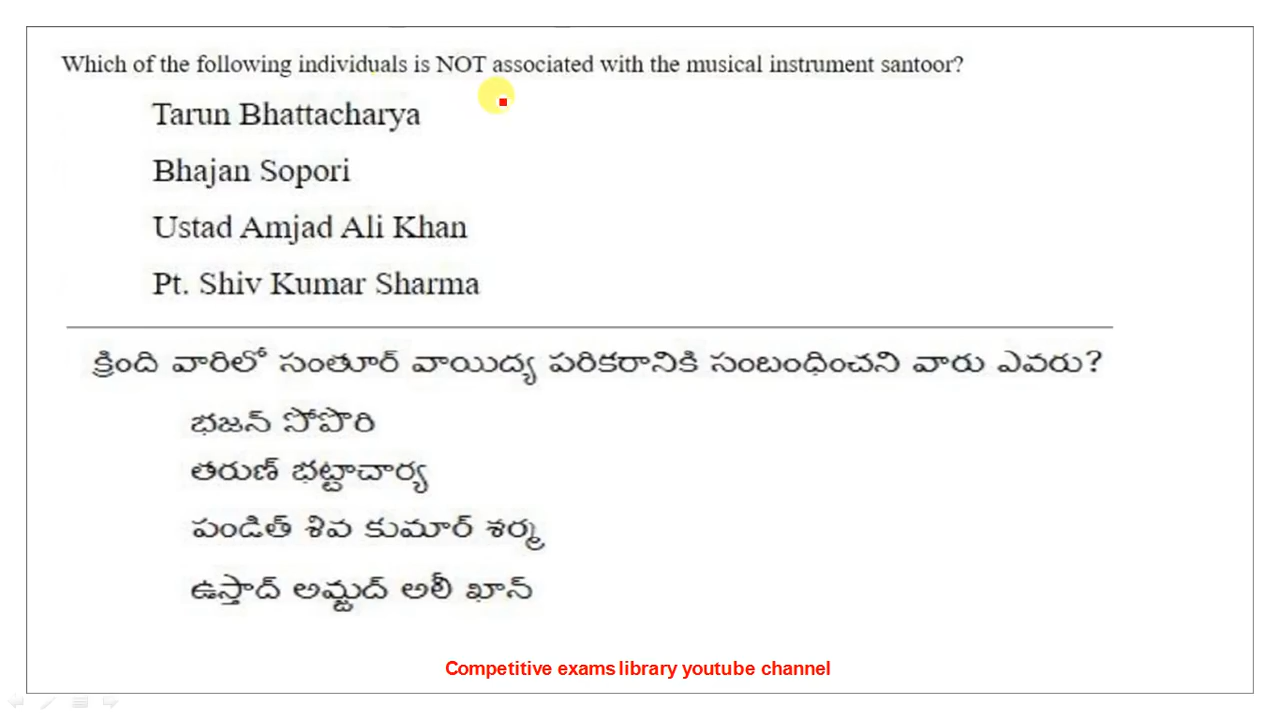 Which of the following individuals is NOT associated with the musical instrument santoor?
Tarun Bhattacharya
Bhajan Sopori
Ustad Amjad Ali Khan
Pt. Shiv Kumar Sharma
క్రింది వారిలో సంతూర్ వాయిద్య పరికరానికి సంబంధించని వారు ఎవరు?
భజన్ సోపొరి
తరుణ్ భట్టాచార్య
పండిత్ శివ కుమార్ శర్మ
ఉస్తాద్ అమ్జద్ అలీ ఖాన్
Competitive exams library youtube channel